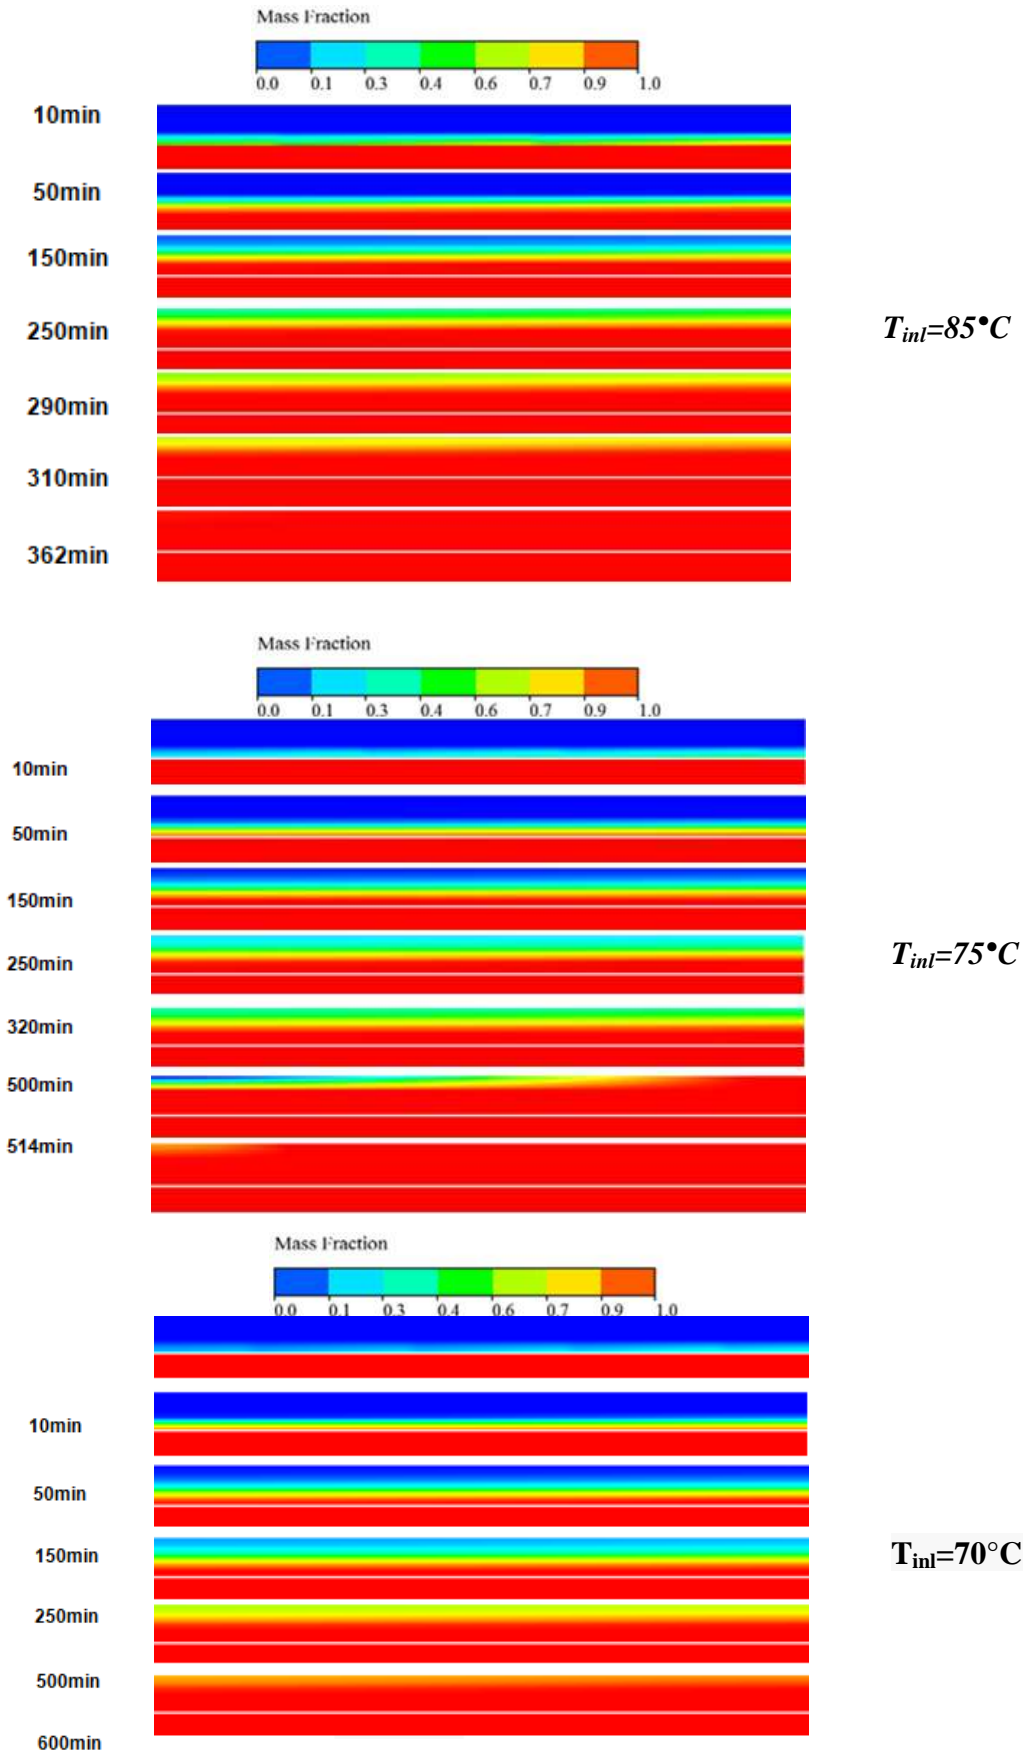 Mass Fraction
0.0 0.1 0.3 0.4 0.6 0.7 0.9 1.0
10min
50min
150min
250min
T_inl=85•C
290min
310min
362min
Mass Fraction
0.0 0.1 0.3 0.4 0.6 0.7 0.9 1.0
10min
50min
150min
T_inl=75•C
250min
320min
500min
514min
Mass Fraction
0.0 0.1 0.3 0.4 0.6 0.7 0.9 1.0
10min
50min
150min
T_inl=70°C
250min
500min
600min